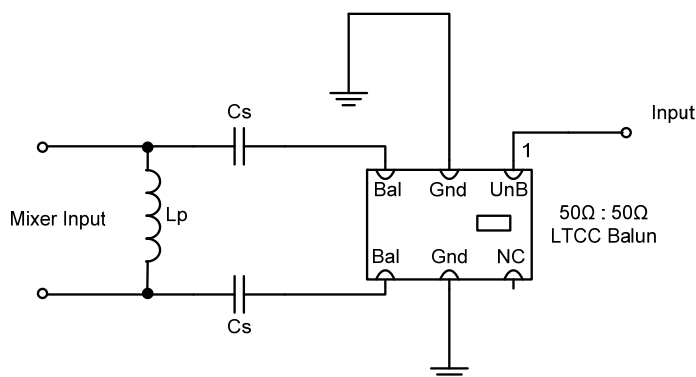 Cs
Input
1
Bal Gnd UnB
Mixer Input
Lp
50Ω : 50Ω
LTCC Balun
Bal Gnd NC
Cs